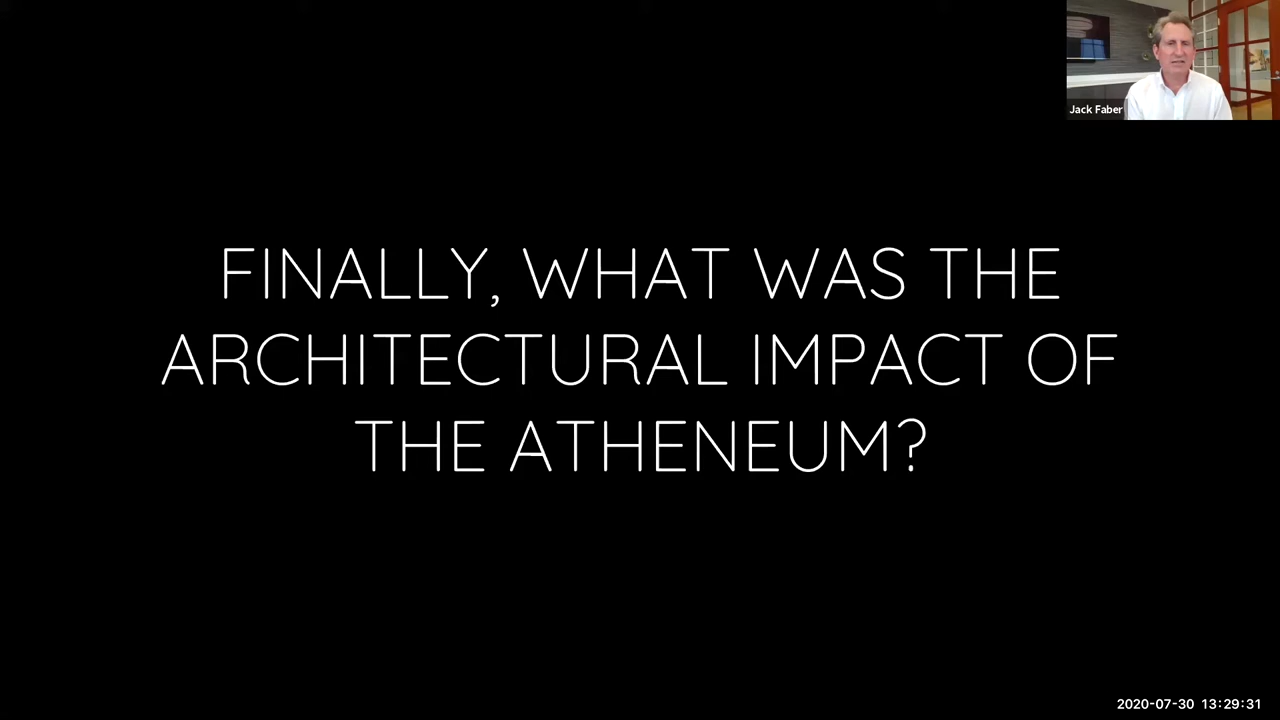 Jack Faber
FINALLY, WHAT WAS THE
ARCHITECTURAL IMPACT OF
THE ATHENEUM?
2020-07-30 13:29:31